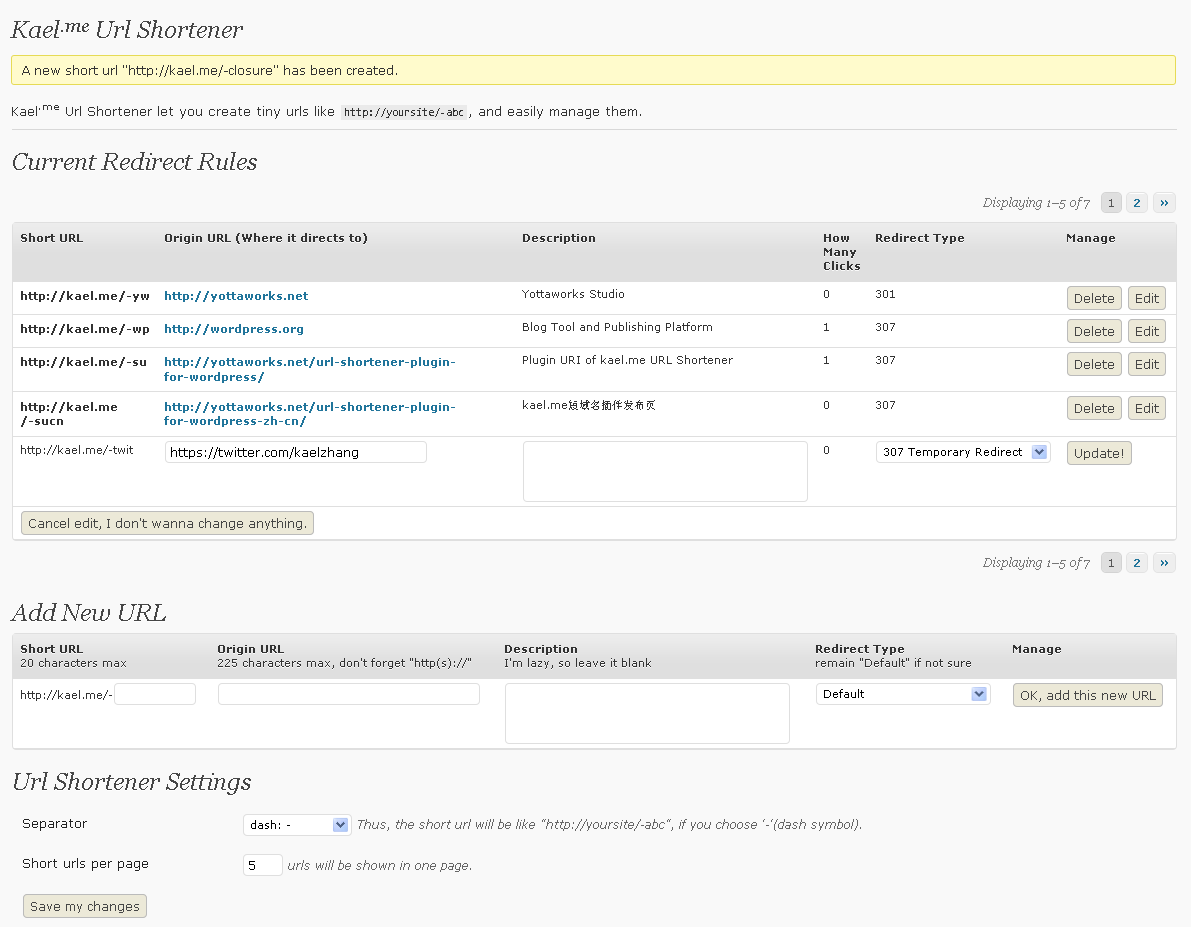 Kael.me Url Shortener
A new short url "http://kael.me/-closure" has been created.
Kael.me Url Shortener let you create tiny urls like http://yoursite/-abc, and easily manage them.
Current Redirect Rules
Displaying 1–5 of 7 1 2 »
Short URL Origin URL (Where it directs to) Description How Many Clicks Redirect Type Manage
http://kael.me/-yw http://yottaworks.net Yottaworks Studio 0 301 Delete Edit
http://kael.me/-wp http://wordpress.org Blog Tool and Publishing Platform 1 307 Delete Edit
http://kael.me/-su http://yottaworks.net/url-shortener-plugin- Plugin URI of kael.me URL Shortener 1 307 Delete Edit
for-wordpress/
http://kael.me http://yottaworks.net/url-shortener-plugin- kael.me短域名插件发布页 0 307 Delete Edit
/-sucn for-wordpress-zh-cn/
http://kael.me/-twit https://twitter.com/kaelzhang 0 307 Temporary Redirect Update!
Cancel edit, I don't wanna change anything.
Displaying 1–5 of 7 1 2 »
Add New URL
Short URL Origin URL Description Redirect Type Manage
20 characters max 225 characters max, don't forget "http(s)://" I'm lazy, so leave it blank remain "Default" if not sure
http://kael.me/- Default OK, add this new URL
Url Shortener Settings
Separator dash: - Thus, the short url will be like "http://yoursite/-abc", if you choose '-'(dash symbol).
Short urls per page 5 urls will be shown in one page.
Save my changes